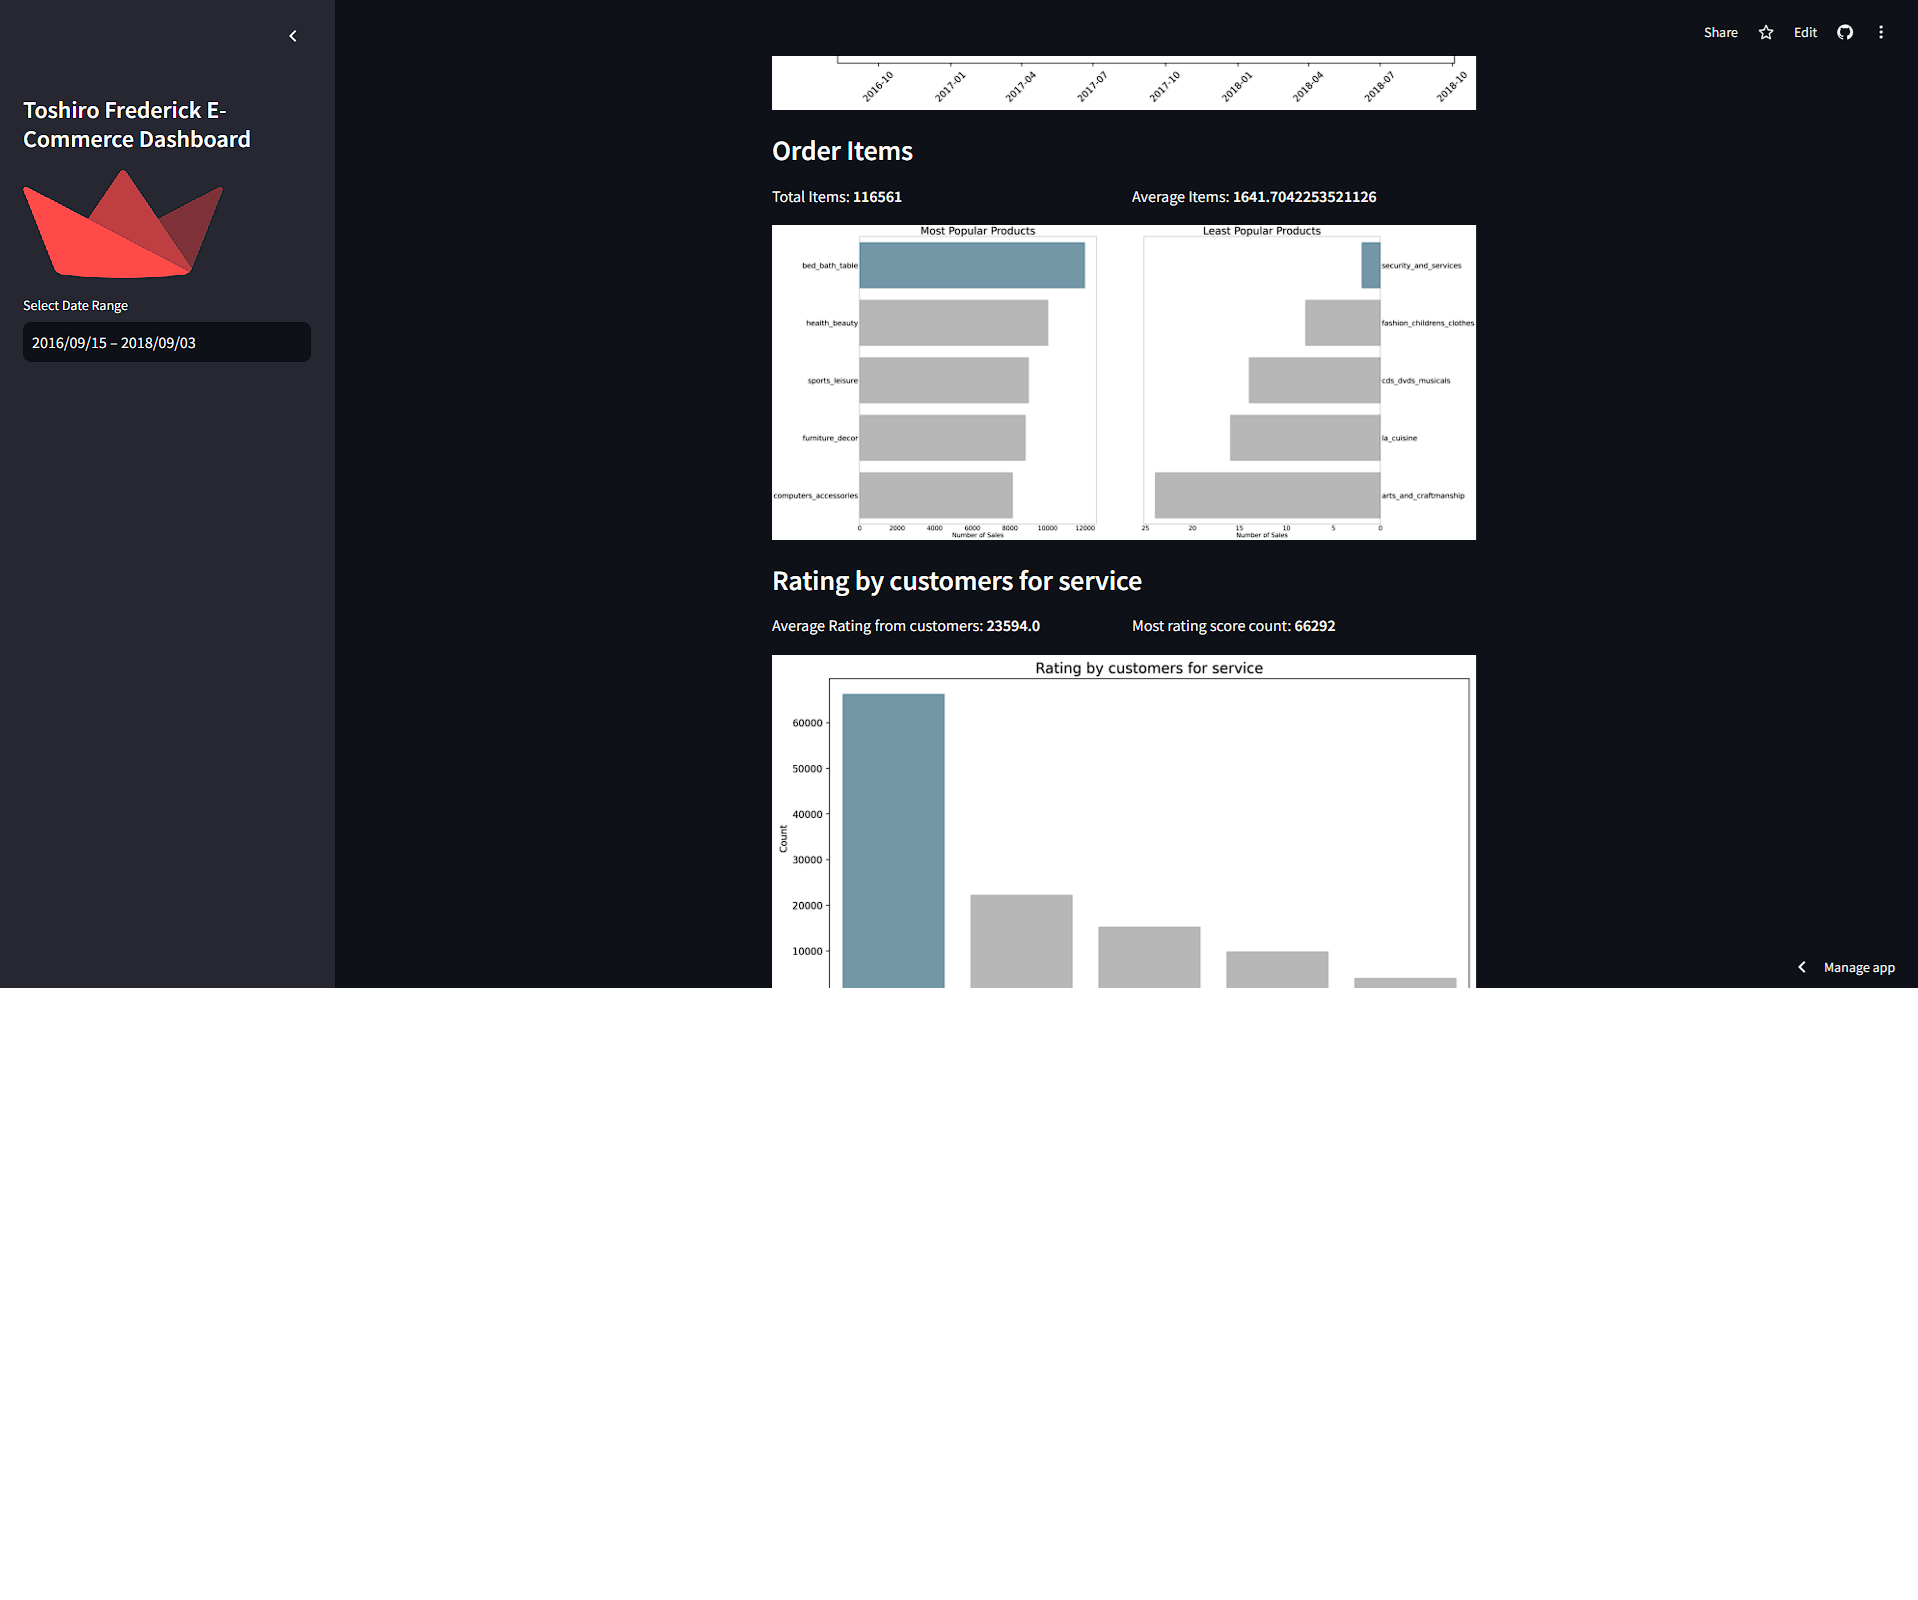 Share
Edit
Toshiro Frederick E-
Commerce Dashboard
Select Date Range
2016/09/15 – 2018/09/03
2016-10 2017-01 2017-04 2017-07 2017-10 2018-01 2018-04 2018-07 2018-10
Order Items
Total Items: 116561
Average Items: 1641.7042253521126
Most Popular Products
bed_bath_table
health_beauty
sports_leisure
furniture_decor
computers_accessories
0 2000 4000 6000 8000 10000 12000
Number of Sales
Least Popular Products
security_and_services
fashion_childrens_clothes
cds_dvds_musicals
la_cuisine
arts_and_craftmanship
25 20 15 10 5 0
Number of Sales
Rating by customers for service
Average Rating from customers: 23594.0
Most rating score count: 66292
Rating by customers for service
60000
50000
40000
30000
20000
10000
Count
Manage app